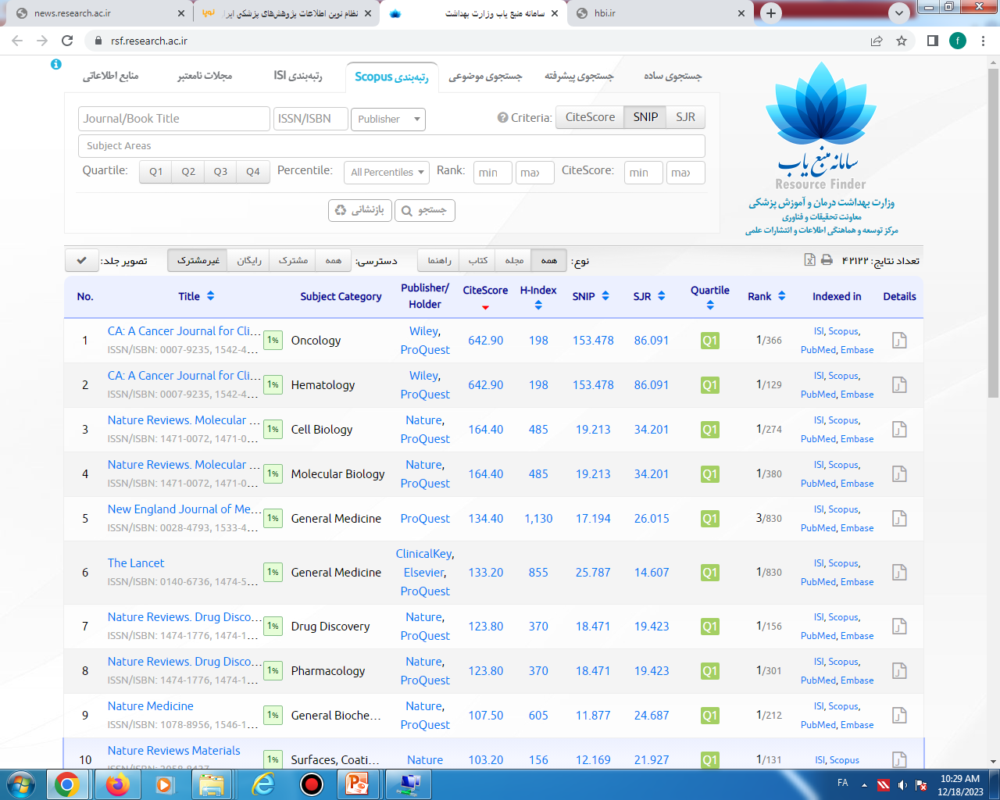 news.research.ac.ir
نظام نوین اطلاعات پژوهش‌های پزشکی ایرا
نوپا
سامانه منبع یاب وزارت بهداشت
hbi.ir
rsf.research.ac.ir
f
جستجوی ساده
جستجوی پیشرفته
جستجوی موضوعی
رتبه‌بندی Scopus
رتبه‌بندی ISI
مجلات نامعتبر
منابع اطلاعاتی
Journal/Book Title ISSN/ISBN Publisher Criteria: CiteScore SNIP SJR
Subject Areas
Quartile: Q1 Q2 Q3 Q4 Percentile: All Percentiles Rank: min max CiteScore: min max
بازنشانی
جستجو
سامانه منبع یاب
Resource Finder
وزارت بهداشت درمان و آموزش پزشکی
معاونت تحقیقات و فناوری
مرکز توسعه و هماهنگی اطلاعات و انتشارات علمی
تعداد نتایج: ۴۲۱۲۲
نوع: همه مجله کتاب راهنما
دسترسی: همه مشترک رایگان غیرمشترک
تصویر جلد:
No. Title Subject Category Publisher/ Holder CiteScore H-Index SNIP SJR Quartile Rank Indexed in Details
1 CA: A Cancer Journal for Cli... 1% Oncology Wiley, 642.90 198 153.478 86.091 Q1 1/366 ISI, Scopus,
ISSN/ISBN: 0007-9235, 1542-4... ProQuest PubMed, Embase
2 CA: A Cancer Journal for Cli... 1% Hematology Wiley, 642.90 198 153.478 86.091 Q1 1/129 ISI, Scopus,
ISSN/ISBN: 0007-9235, 1542-4... ProQuest PubMed, Embase
3 Nature Reviews. Molecular ... 1% Cell Biology Nature, 164.40 485 19.213 34.201 Q1 1/274 ISI, Scopus,
ISSN/ISBN: 1471-0072, 1471-0... ProQuest PubMed, Embase
4 Nature Reviews. Molecular ... 1% Molecular Biology Nature, 164.40 485 19.213 34.201 Q1 1/380 ISI, Scopus,
ISSN/ISBN: 1471-0072, 1471-0... ProQuest PubMed, Embase
5 New England Journal of Me... 1% General Medicine ProQuest 134.40 1,130 17.194 26.015 Q1 3/830 ISI, Scopus,
ISSN/ISBN: 0028-4793, 1533-4... PubMed, Embase
6 The Lancet 1% General Medicine ClinicalKey, Elsevier, 133.20 855 25.787 14.607 Q1 1/830 ISI, Scopus,
ISSN/ISBN: 0140-6736, 1474-5... ProQuest PubMed, Embase
7 Nature Reviews. Drug Disco... 1% Drug Discovery Nature, 123.80 370 18.471 19.423 Q1 1/156 ISI, Scopus,
ISSN/ISBN: 1474-1776, 1474-1... ProQuest PubMed, Embase
8 Nature Reviews. Drug Disco... 1% Pharmacology Nature, 123.80 370 18.471 19.423 Q1 1/301 ISI, Scopus,
ISSN/ISBN: 1474-1776, 1474-1... ProQuest PubMed, Embase
9 Nature Medicine 1% General Bioche... Nature, 107.50 605 11.877 24.687 Q1 1/212 ISI, Scopus,
ISSN/ISBN: 1078-8956, 1546-1... ProQuest PubMed, Embase
10 Nature Reviews Materials 1% Surfaces, Coati... Nature 103.20 156 12.169 21.927 Q1 1/131 ISI, Scopus
FA 10:29 AM
12/18/2023